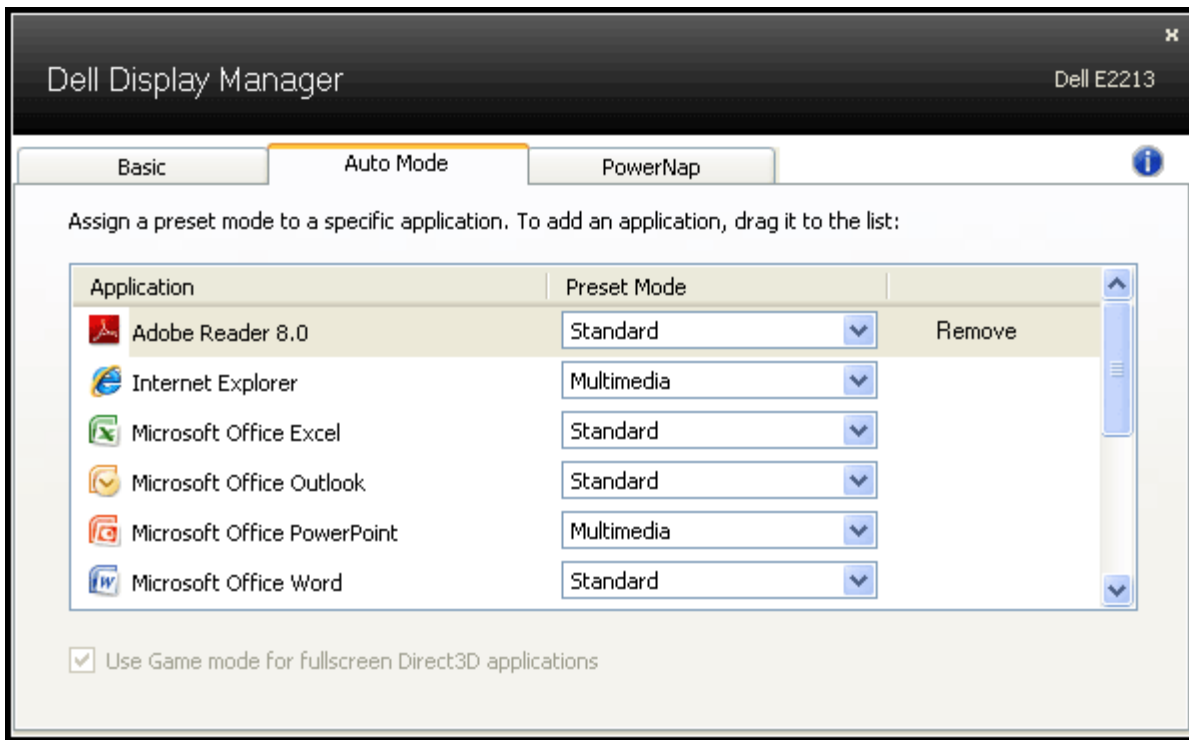 Dell Display Manager
Dell E2213
Basic
Auto Mode
PowerNap
Assign a preset mode to a specific application. To add an application, drag it to the list:
Application Preset Mode
Adobe Reader 8.0 Standard Remove
Internet Explorer Multimedia
Microsoft Office Excel Standard
Microsoft Office Outlook Standard
Microsoft Office PowerPoint Multimedia
Microsoft Office Word Standard
Use Game mode for fullscreen Direct3D applications